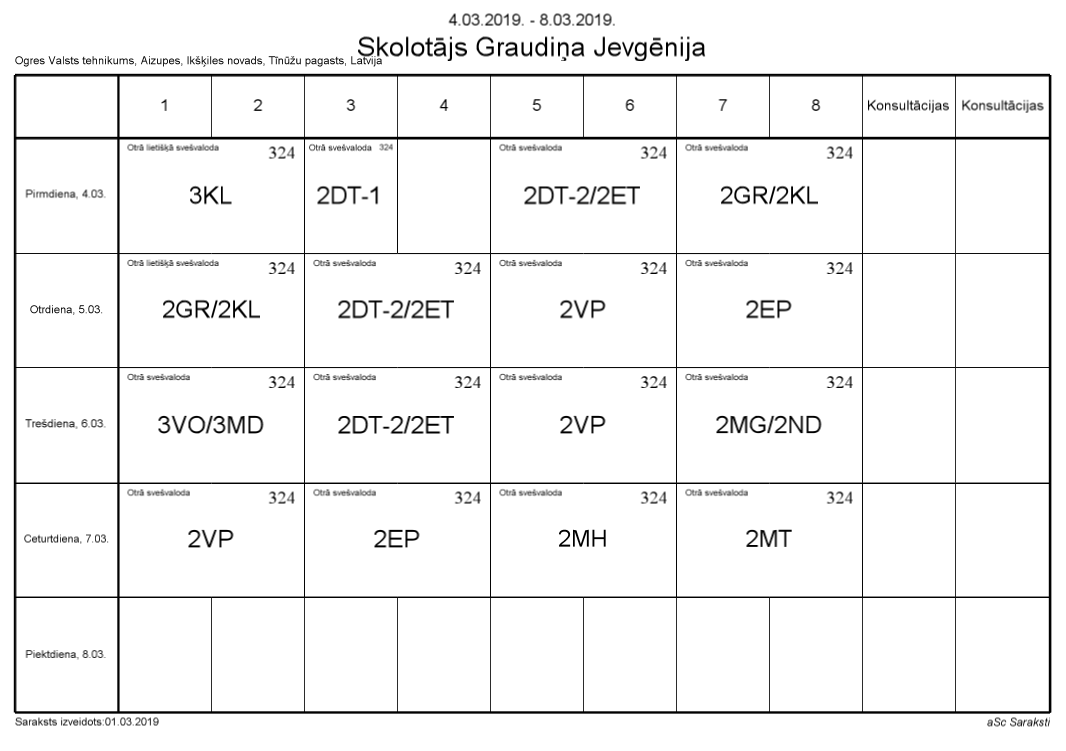 4.03.2019. - 8.03.2019.
Skolotājs Graudiņa Jevgēnija
Ogres Valsts tehnikums, Aizupes, Ikšķiles novads, Tīnūžu pagasts, Latvija
1 2 3 4 5 6 7 8 Konsultācijas Konsultācijas
Otrā lietišķā svešvaloda 324 Otrā svešvaloda 324 Otrā svešvaloda 324 Otrā svešvaloda 324
Pirmdiena, 4.03. 3KL 2DT-1 2DT-2/2ET 2GR/2KL
Otrā lietišķā svešvaloda 324 Otrā svešvaloda 324 Otrā svešvaloda 324 Otrā svešvaloda 324
Otrdiena, 5.03. 2GR/2KL 2DT-2/2ET 2VP 2EP
Otrā svešvaloda 324 Otrā svešvaloda 324 Otrā svešvaloda 324 Otrā svešvaloda 324
Trešdiena, 6.03. 3VO/3MD 2DT-2/2ET 2VP 2MG/2ND
Otrā svešvaloda 324 Otrā svešvaloda 324 Otrā svešvaloda 324 Otrā svešvaloda 324
Ceturtdiena, 7.03. 2VP 2EP 2MH 2MT
Piektdiena, 8.03.
Saraksts izveidots:01.03.2019 aSc Saraksti